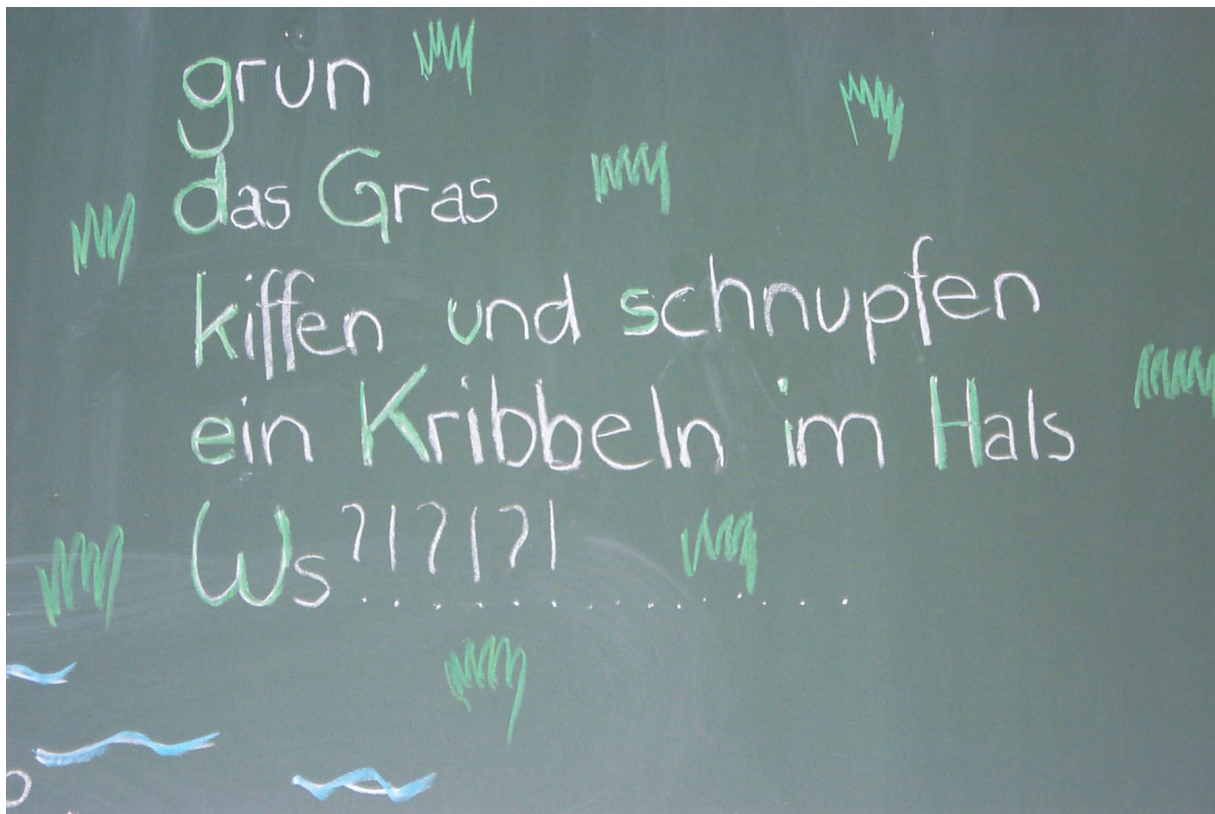 grün
das Gras
kiffen und schnupfen
ein Kribbeln im Hals
Ws?!?!?!..........